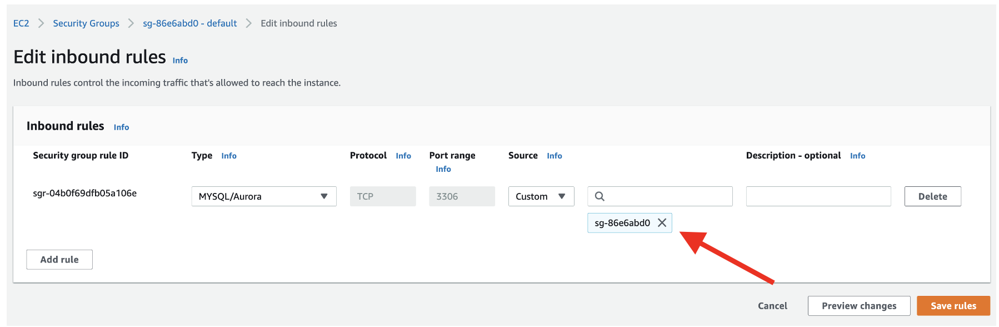 EC2 > Security Groups > sg-86e6abd0 - default > Edit inbound rules
Edit inbound rules Info
Inbound rules control the incoming traffic that's allowed to reach the instance.
Inbound rules Info
Security group rule ID Type Info Protocol Info Port range Info Source Info Description - optional Info
sgr-04b0f69dfb05a106e MYSQL/Aurora TCP 3306 Custom Delete
sg-86e6abd0
Add rule
Cancel Preview changes Save rules